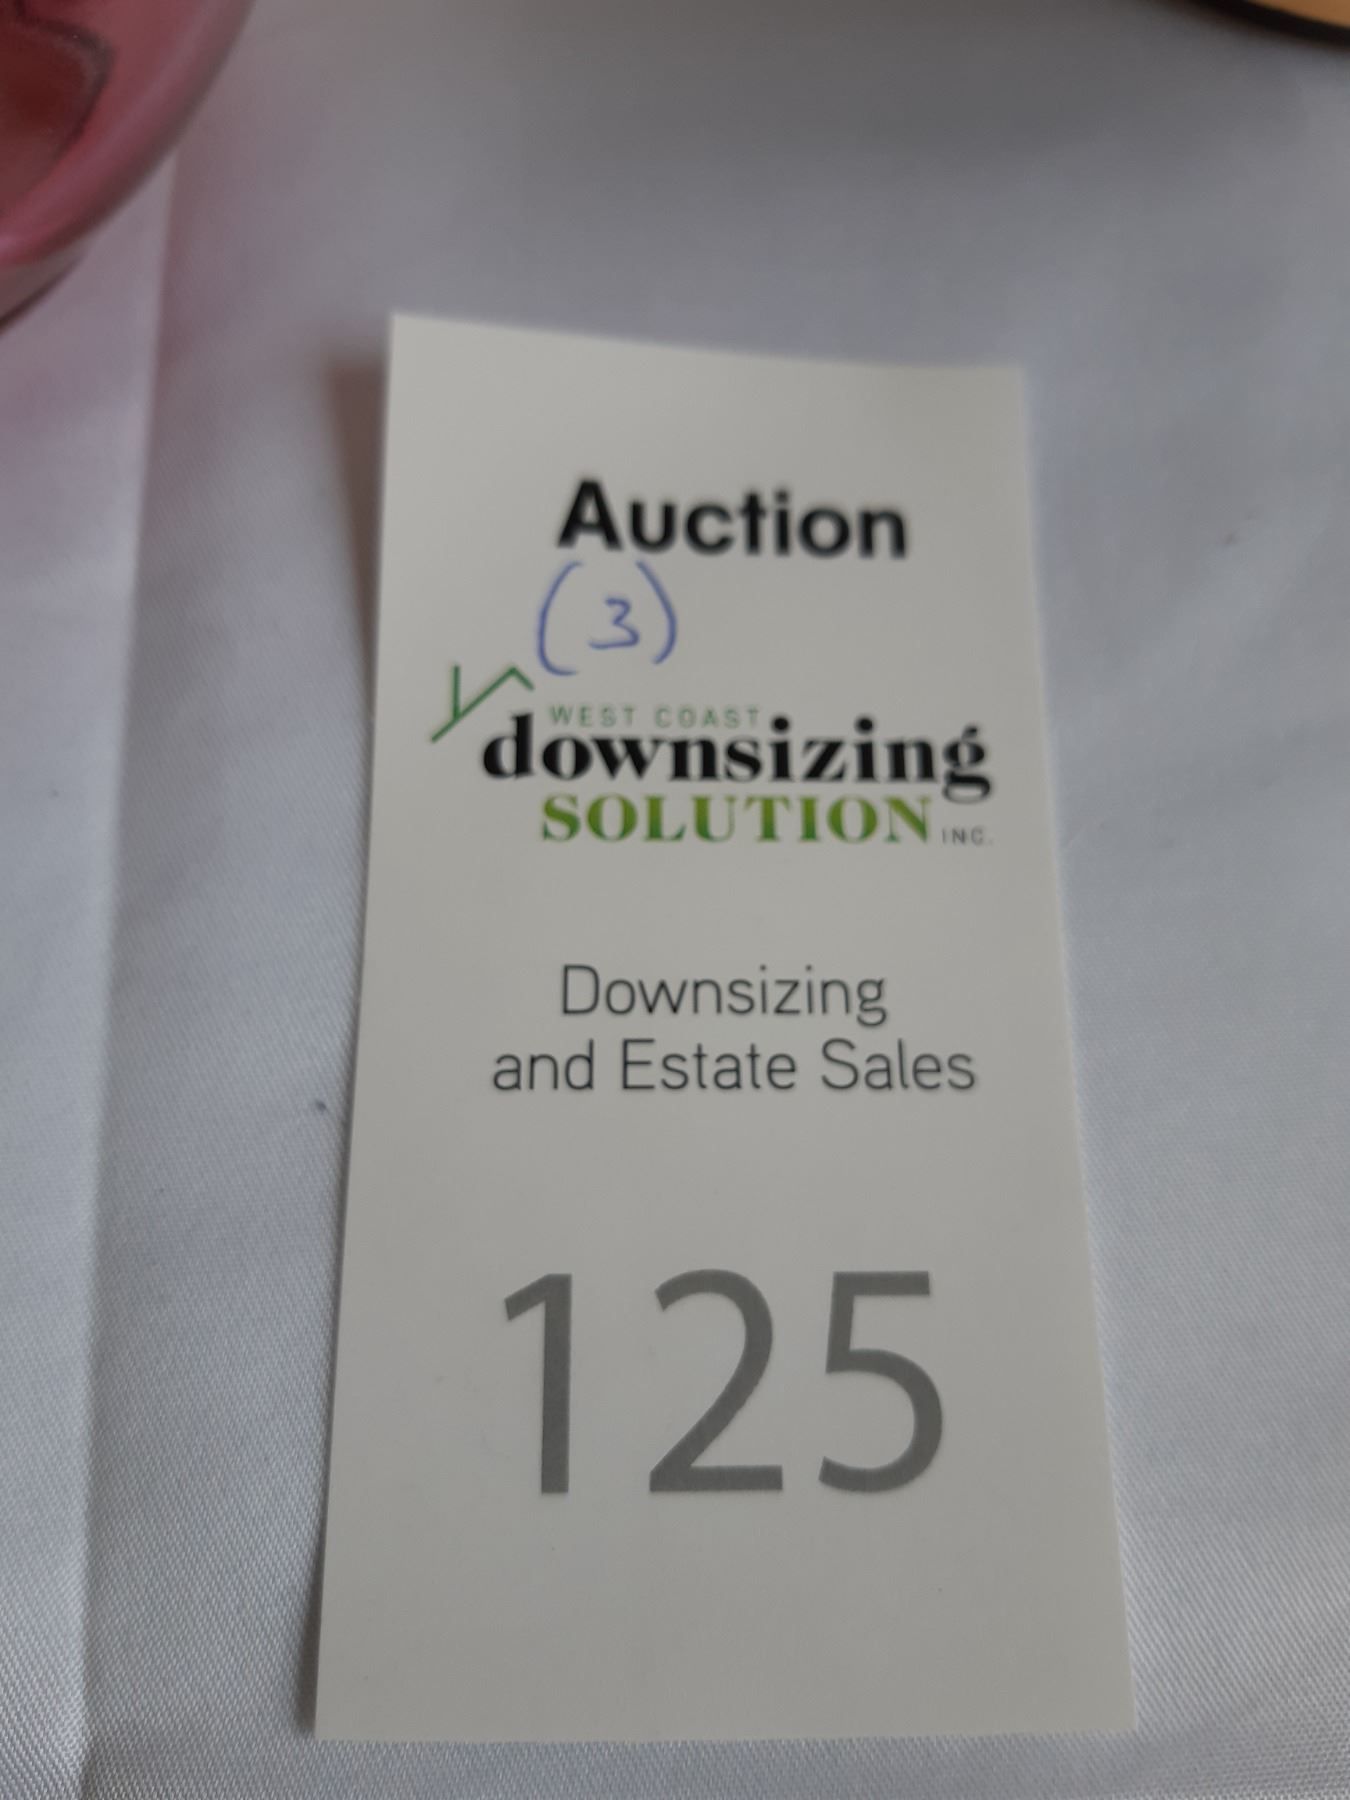 Auction
(3)
WEST COAST
downsizing
SOLUTION INC.
Downsizing
and Estate Sales
125